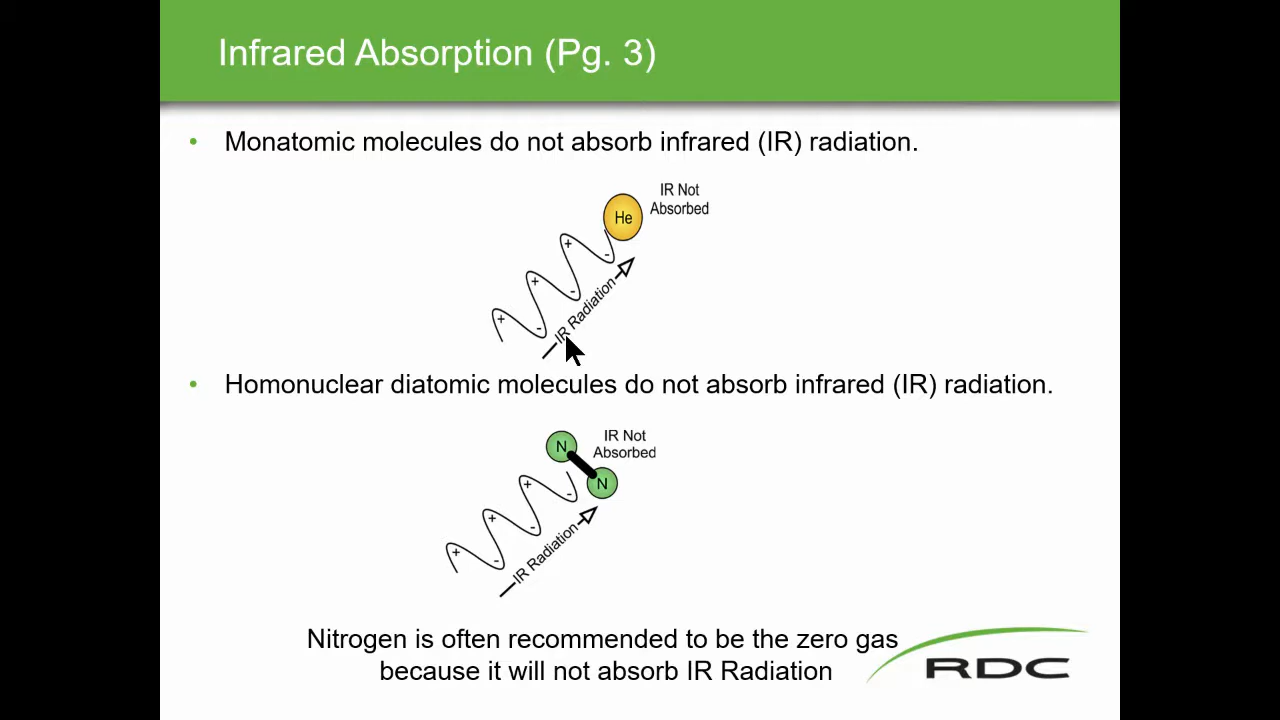 Infrared Absorption (Pg. 3)
• Monatomic molecules do not absorb infrared (IR) radiation.
IR Not
Absorbed
He
+ - + - + -
IR Radiation
• Homonuclear diatomic molecules do not absorb infrared (IR) radiation.
IR Not
Absorbed
N
N
+ - + - + -
IR Radiation
Nitrogen is often recommended to be the zero gas
because it will not absorb IR Radiation
RDC